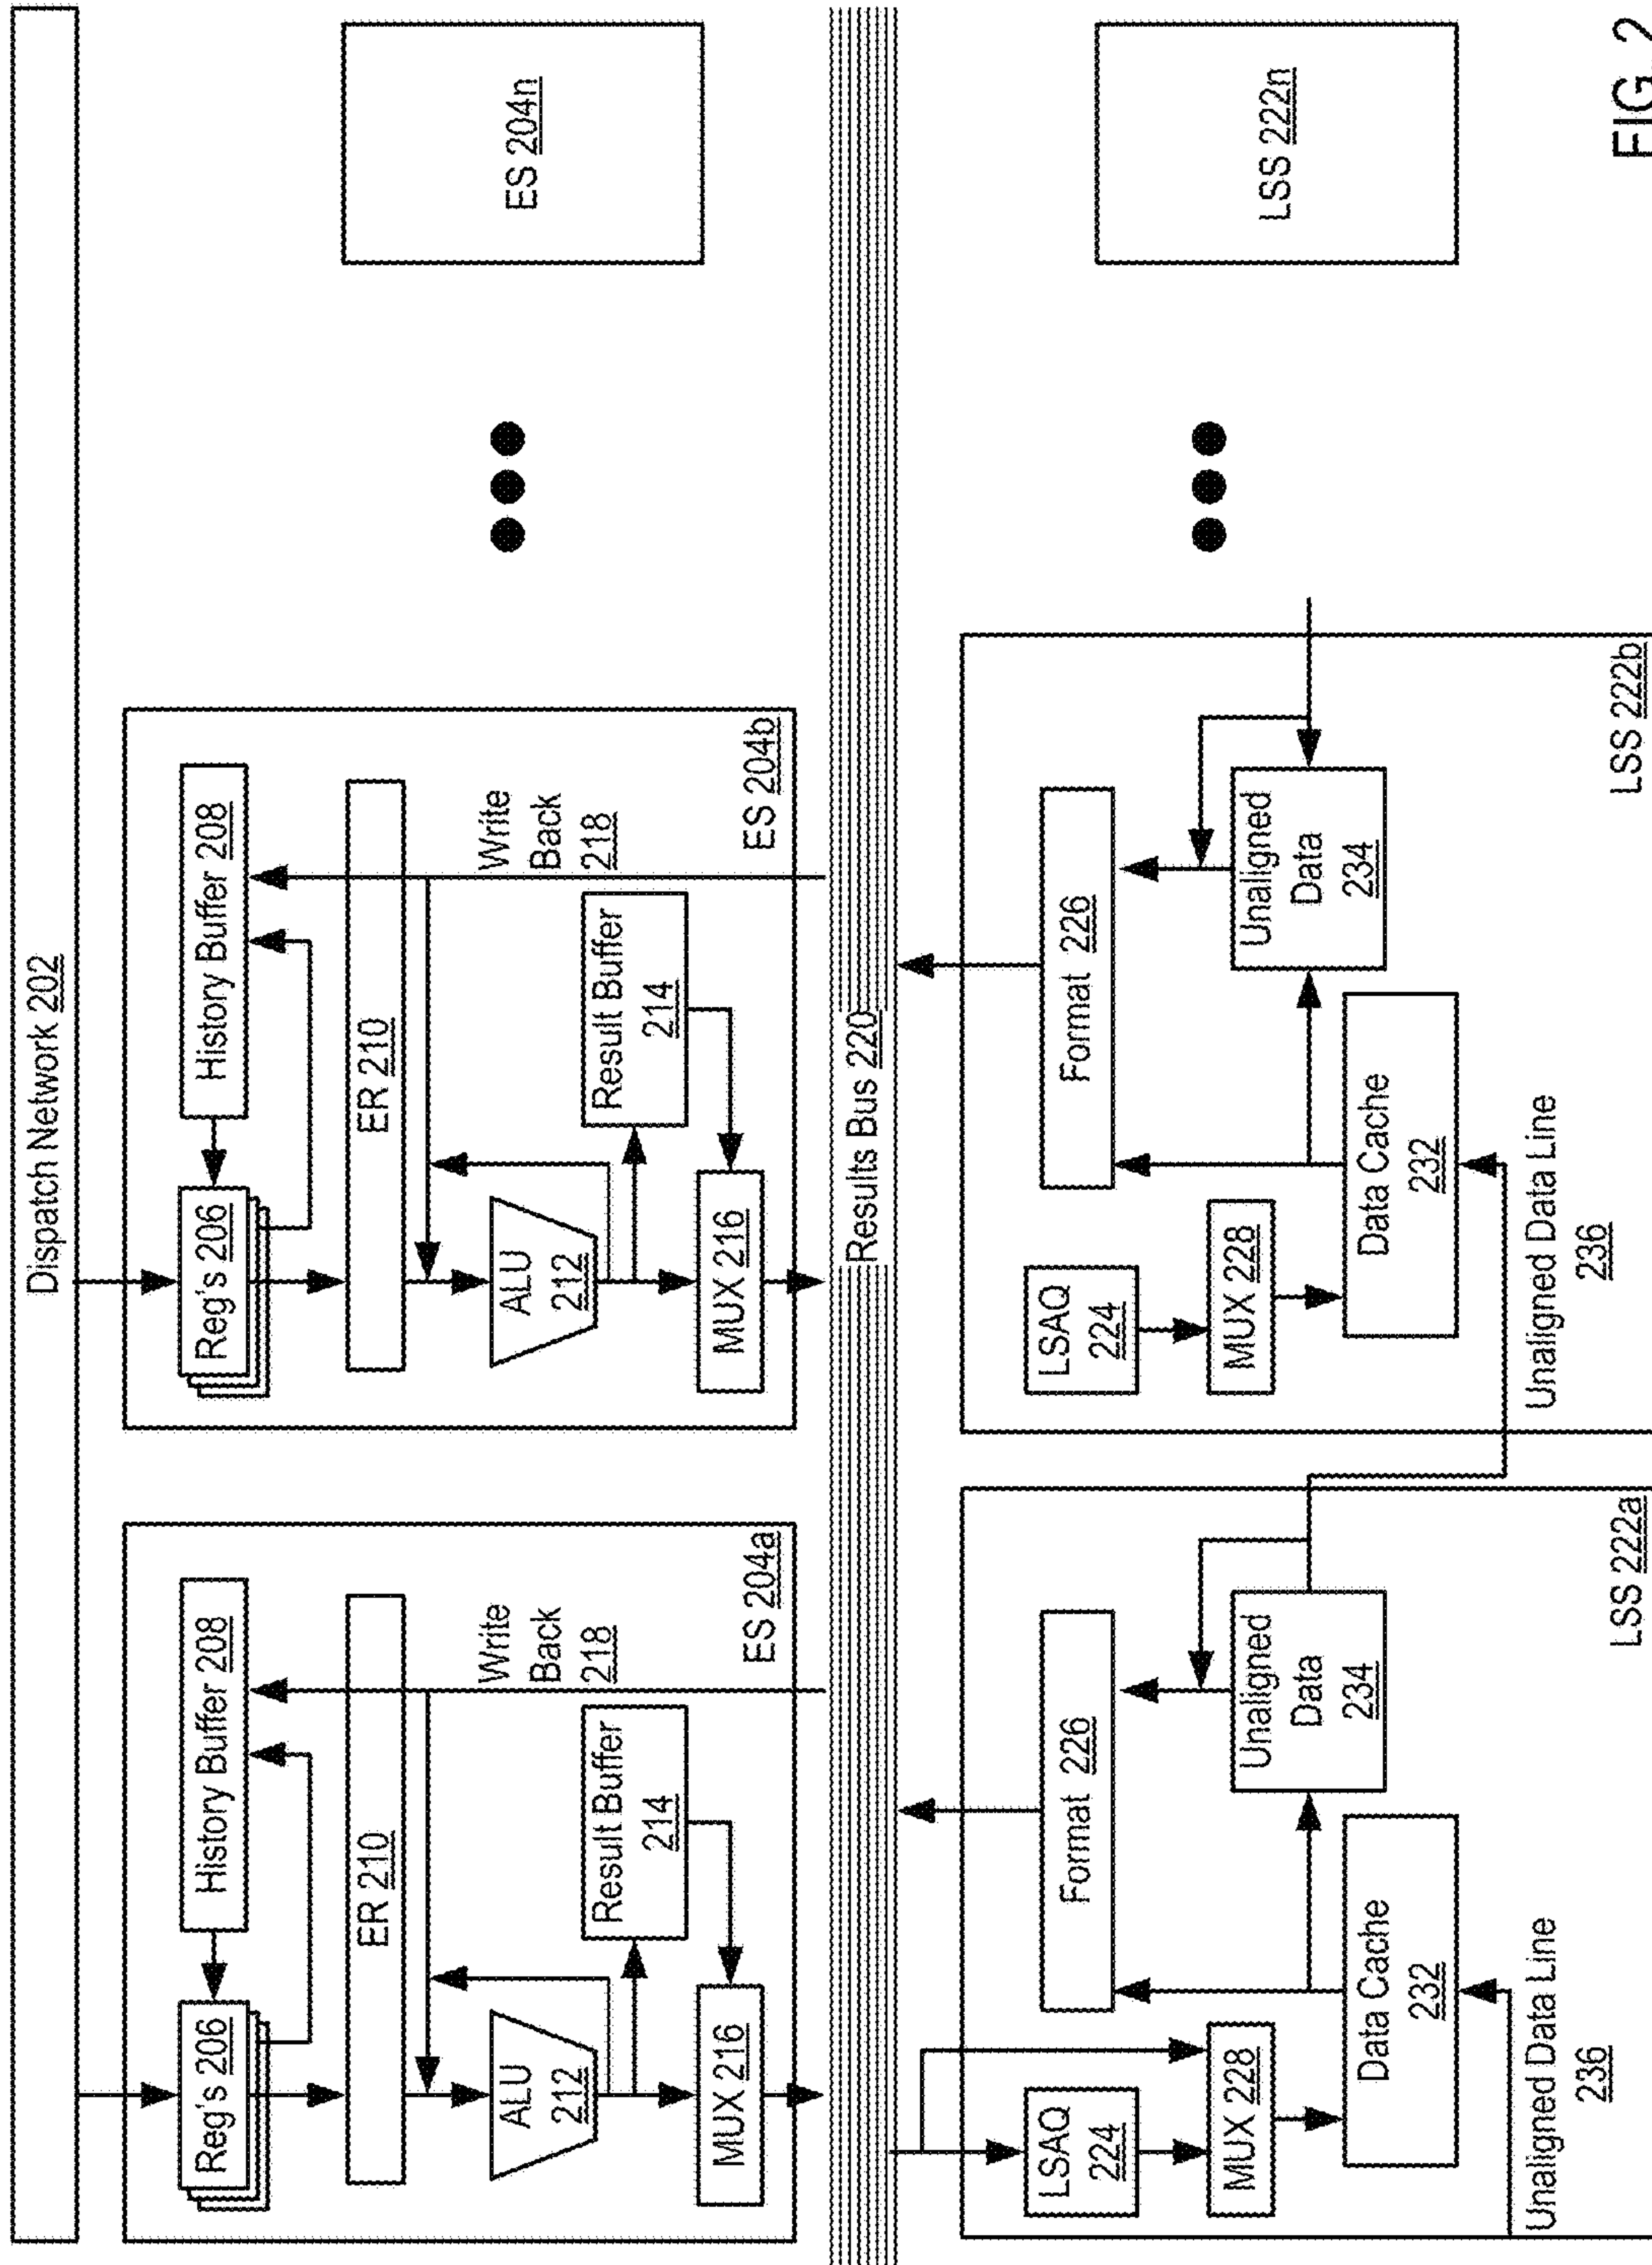 Dispatch Network 202
Reg's 206
History Buffer 208
ER 210
ALU
212
Write
Back
218
Result Buffer
214
MUX 216
ES 204a
Reg's 206
History Buffer 208
ER 210
ALU
212
Write
Back
218
Result Buffer
214
MUX 216
ES 204b
ES 204n
Results Bus 220
LSAQ
224
Format 226
MUX 228
Unaligned
Data
234
Data Cache
232
Unaligned Data Line
236
LSS 222a
LSAQ
224
Format 226
MUX 228
Unaligned
Data
234
Data Cache
232
Unaligned Data Line
236
LSS 222b
LSS 222n
FIG. 2